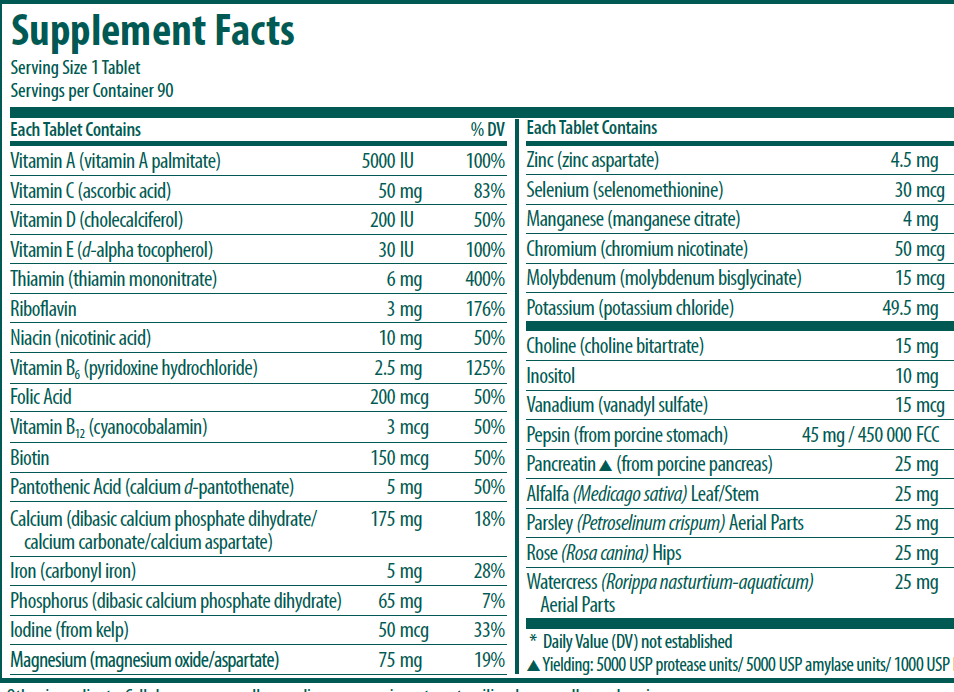 Supplement Facts
Serving Size 1 Tablet
Servings per Container 90
Each Tablet Contains % DV
Vitamin A (vitamin A palmitate) 5000 IU 100%
Vitamin C (ascorbic acid) 50 mg 83%
Vitamin D (cholecalciferol) 200 IU 50%
Vitamin E (d-alpha tocopherol) 30 IU 100%
Thiamin (thiamin mononitrate) 6 mg 400%
Riboflavin 3 mg 176%
Niacin (nicotinic acid) 10 mg 50%
Vitamin B6 (pyridoxine hydrochloride) 2.5 mg 125%
Folic Acid 200 mcg 50%
Vitamin B12 (cyanocobalamin) 3 mcg 50%
Biotin 150 mcg 50%
Pantothenic Acid (calcium d-pantothenate) 5 mg 50%
Calcium (dibasic calcium phosphate dihydrate/ 175 mg 18%
calcium carbonate/calcium aspartate)
Iron (carbonyl iron) 5 mg 28%
Phosphorus (dibasic calcium phosphate dihydrate) 65 mg 7%
Iodine (from kelp) 50 mcg 33%
Magnesium (magnesium oxide/aspartate) 75 mg 19%
Each Tablet Contains
Zinc (zinc aspartate) 4.5 mg
Selenium (selenomethionine) 30 mcg
Manganese (manganese citrate) 4 mg
Chromium (chromium nicotinate) 50 mcg
Molybdenum (molybdenum bisglycinate) 15 mcg
Potassium (potassium chloride) 49.5 mg
Choline (choline bitartrate) 15 mg
Inositol 10 mg
Vanadium (vanadyl sulfate) 15 mcg
Pepsin (from porcine stomach) 45 mg / 450 000 FCC
Pancreatin ▲ (from porcine pancreas) 25 mg
Alfalfa (Medicago sativa) Leaf/Stem 25 mg
Parsley (Petroselinum crispum) Aerial Parts 25 mg
Rose (Rosa canina) Hips 25 mg
Watercress (Rorippa nasturtium-aquaticum) 25 mg
Aerial Parts
* Daily Value (DV) not established
▲ Yielding: 5000 USP protease units/ 5000 USP amylase units/ 1000 USP